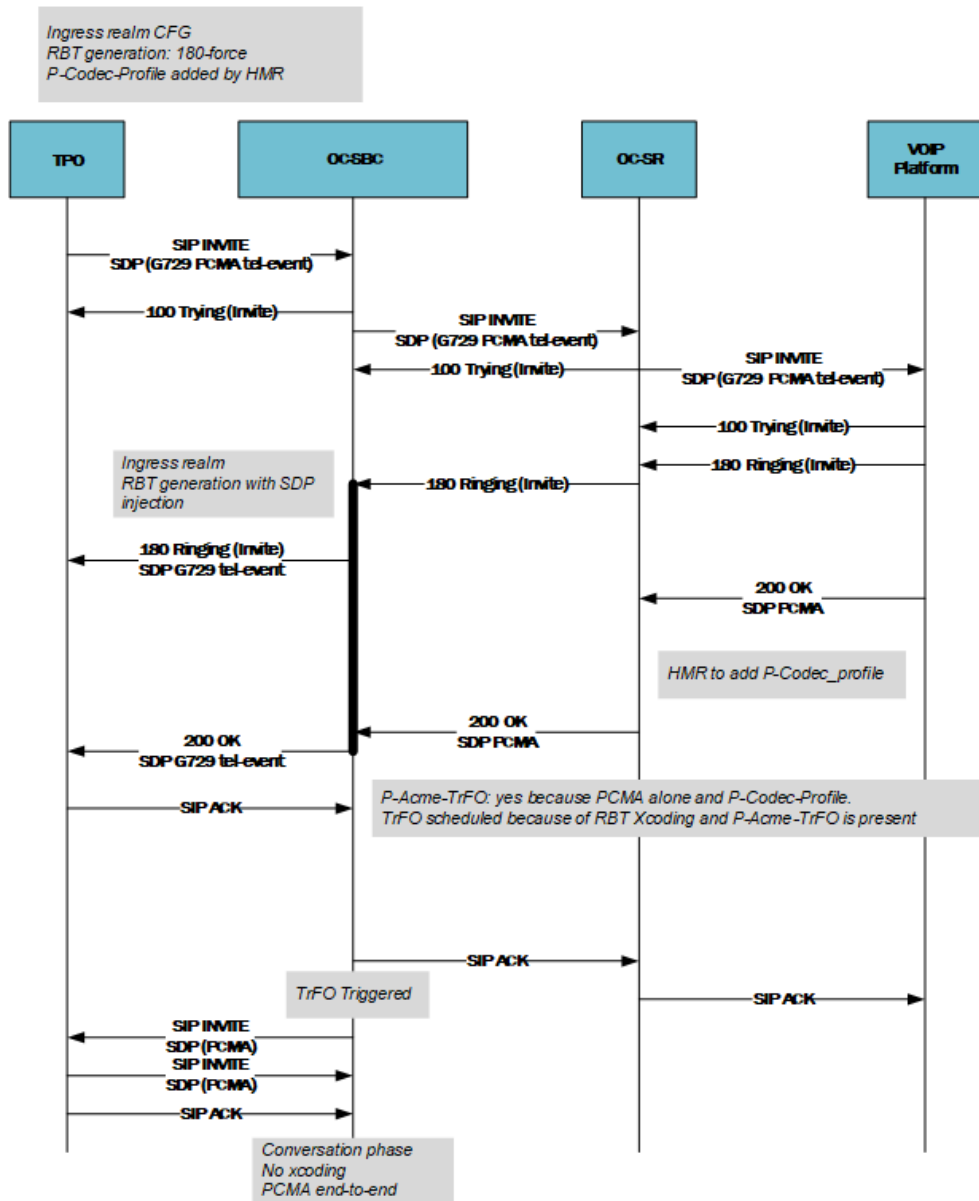 Ingress realm CFG
RBT generation: 180-force
P-Codec-Profile added by HMR
TPO
OC-SBC
OC-SR
VOIP
Platform
SIP INVITE
SDP (G729 PCMA tel-event)
100 Trying (Invite)
SIP INVITE
SDP (G729 PCMA tel-event)
100 Trying (Invite)
SIP INVITE
SDP (G729 PCMA tel-event)
100 Trying (Invite)
180 Ringing (Invite)
Ingress realm
RBT generation with SDP
injection
180 Ringing (Invite)
180 Ringing (Invite)
SDP G729 tel-event
200 OK
SDP PCMA
HMR to add P-Codec_profile
200 OK
SDP PCMA
200 OK
SDP G729 tel-event
SIP ACK
P-Acme-TrFO: yes because PCMA alone and P-Codec-Profile.
TrFO scheduled because of RBT Xcoding and P-Acme-TrFO is present
SIP ACK
TrFO Triggered
SIP ACK
SIP INVITE
SDP (PCMA)
SIP INVITE
SDP (PCMA)
SIP ACK
Conversation phase
No xcoding
PCMA end-to-end